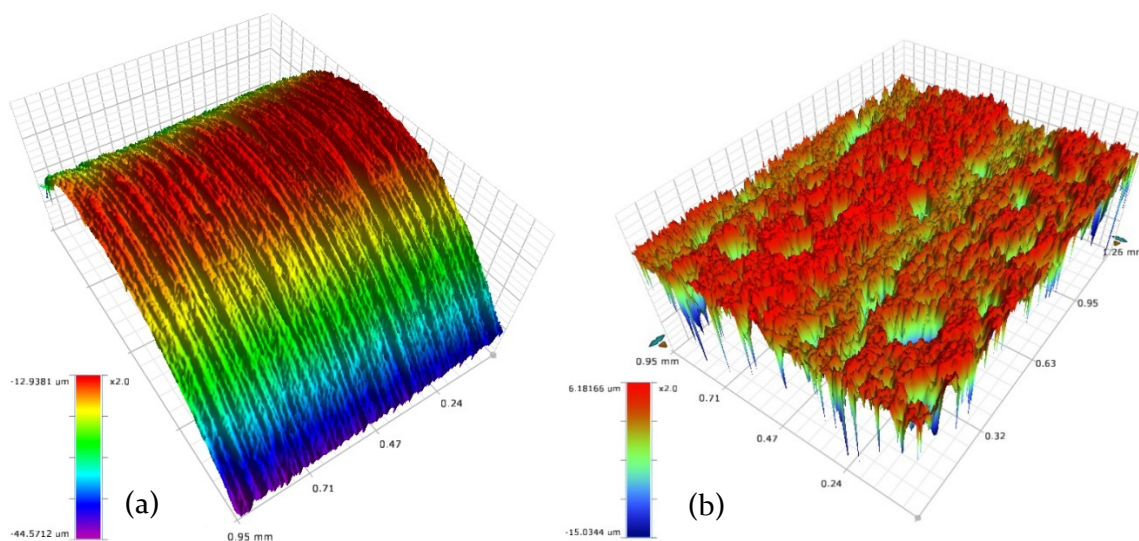 -12.9381 um
x2.0
-44.5712 um
0.24
0.47
0.71
0.95 mm
(a)
6.18166 um
x2.0
-15.0344 um
0.95 mm
0.71
0.47
0.24
0.32
0.63
0.95
1.26 mm
(b)